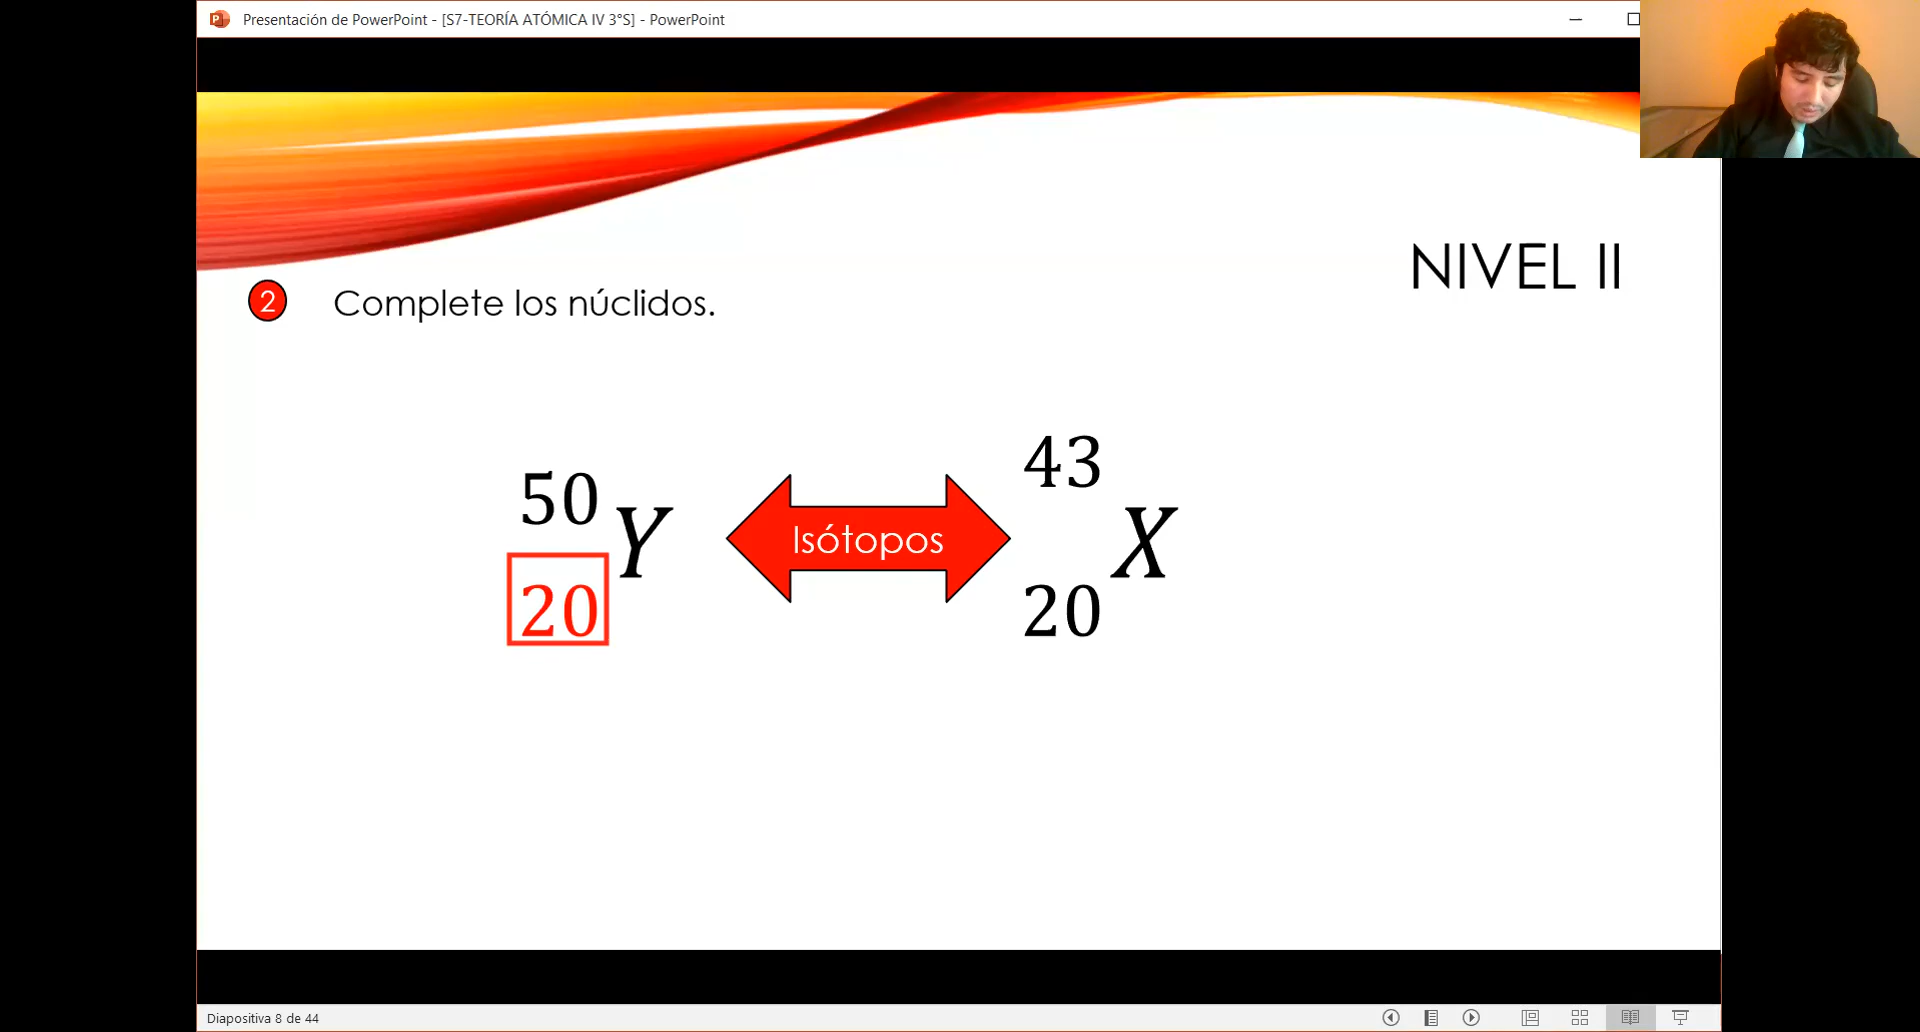 Presentación de PowerPoint - [S7-TEORÍA ATÓMICA IV 3°S] - PowerPoint
NIVEL II
2 Complete los núclidos.
50
20
Y
Isótopos
43
20
X
Diapositiva 8 de 44